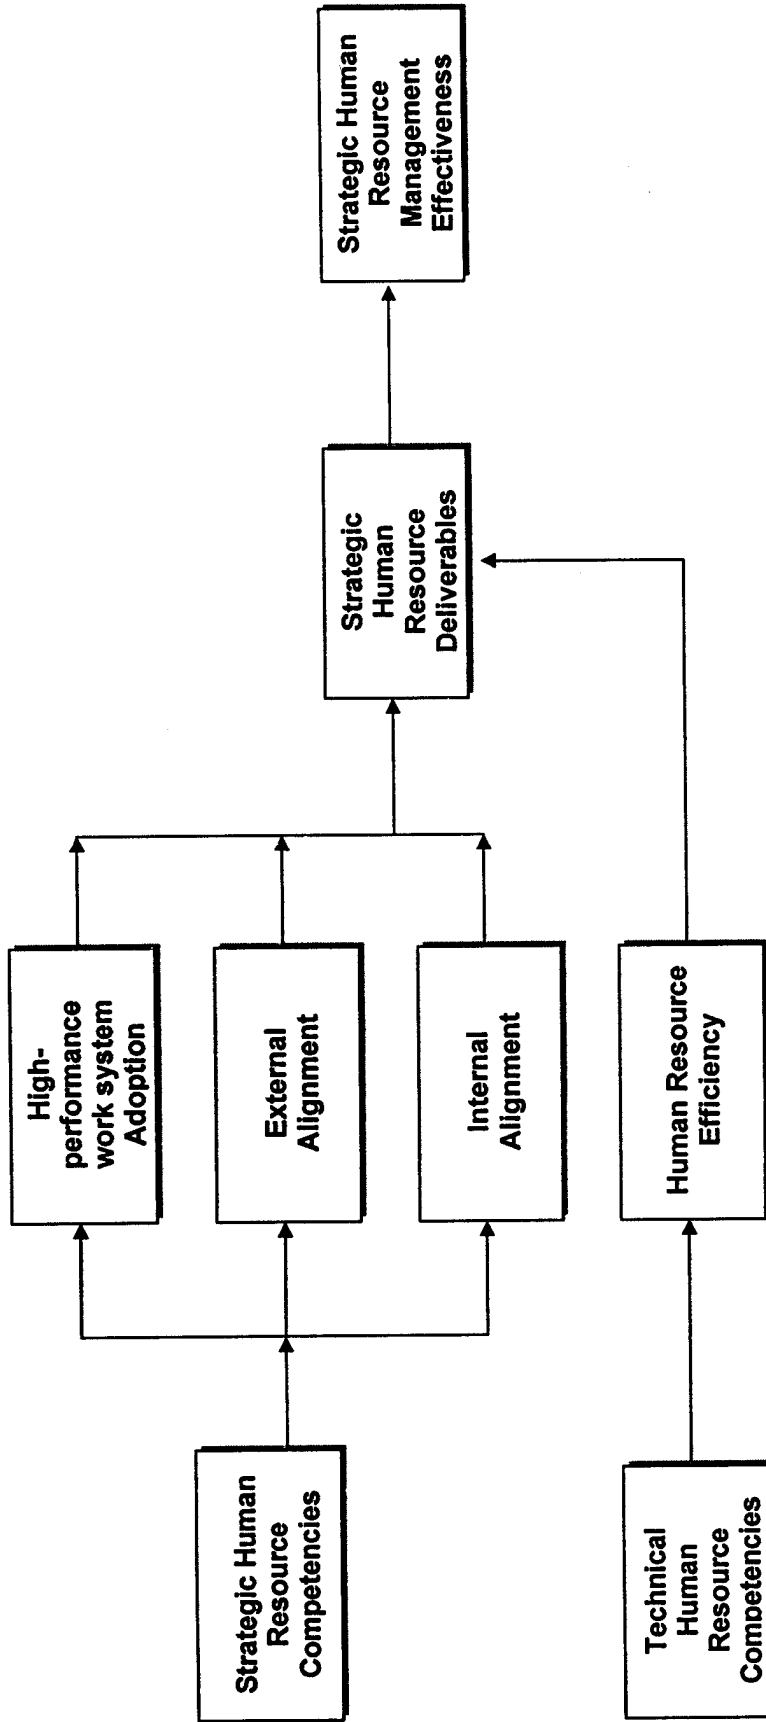 Strategic Human
Resource
Competencies
Technical
Human
Resource
Competencies
High-
performance
work system
Adoption
External
Alignment
Internal
Alignment
Human Resource
Efficiency
Strategic
Human
Resource
Deliverables
Strategic Human
Resource
Management
Effectiveness